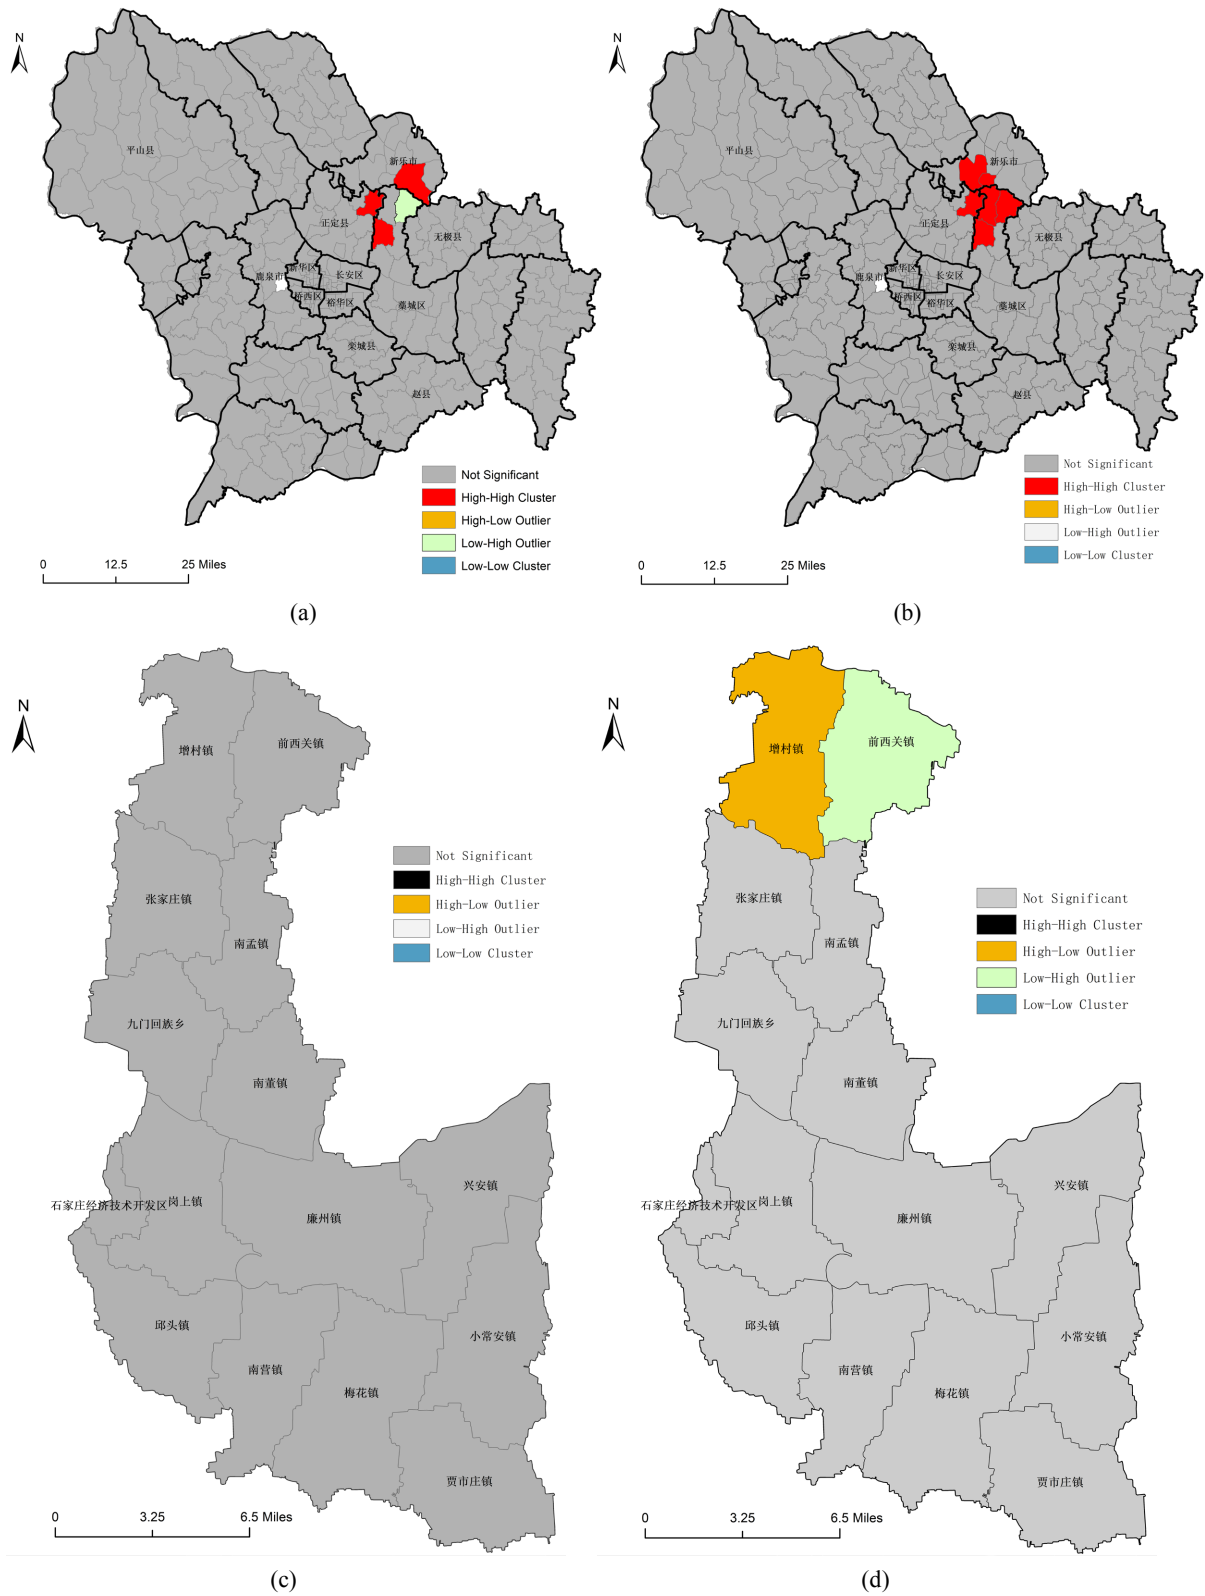 N
平山县
新乐市
正定县
无极县
新华区
长安区
鹿泉市
桥西区
裕华区
藁城区
栾城县
赵县
Not Significant
High-High Cluster
High-Low Outlier
Low-High Outlier
Low-Low Cluster
0 12.5 25 Miles
(a)
N
平山县
新乐市
正定县
无极县
新华区
长安区
鹿泉市
桥西区
裕华区
藁城区
栾城县
赵县
Not Significant
High-High Cluster
High-Low Outlier
Low-High Outlier
Low-Low Cluster
0 12.5 25 Miles
(b)
N
增村镇
前西关镇
张家庄镇
南孟镇
九门回族乡
南董镇
石家庄经济技术开发区
岗上镇
廉州镇
兴安镇
邱头镇
南营镇
梅花镇
小常安镇
贾市庄镇
Not Significant
High-High Cluster
High-Low Outlier
Low-High Outlier
Low-Low Cluster
0 3.25 6.5 Miles
(c)
N
增村镇
前西关镇
张家庄镇
南孟镇
九门回族乡
南董镇
石家庄经济技术开发区
岗上镇
廉州镇
兴安镇
邱头镇
南营镇
梅花镇
小常安镇
贾市庄镇
Not Significant
High-High Cluster
High-Low Outlier
Low-High Outlier
Low-Low Cluster
0 3.25 6.5 Miles
(d)